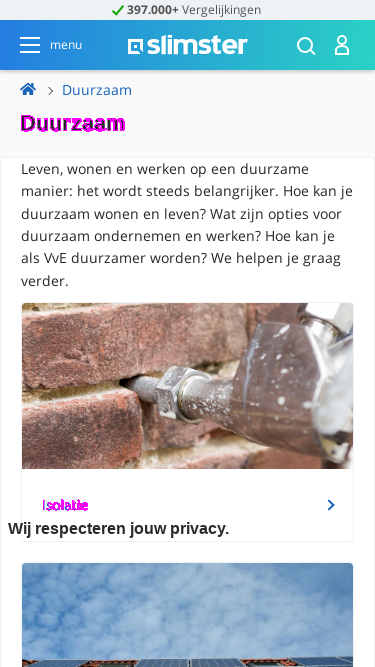 397.000+ Vergelijkingen
menu
slimster
Duurzaam
Duurzaam
Leven, wonen en werken op een duurzame
manier: het wordt steeds belangrijker. Hoe kan je
duurzaam wonen en leven? Wat zijn opties voor
duurzaam ondernemen en werken? Hoe kan je
als VvE duurzamer worden? We helpen je graag
verder.
Isolatie
Wij respecteren jouw privacy.